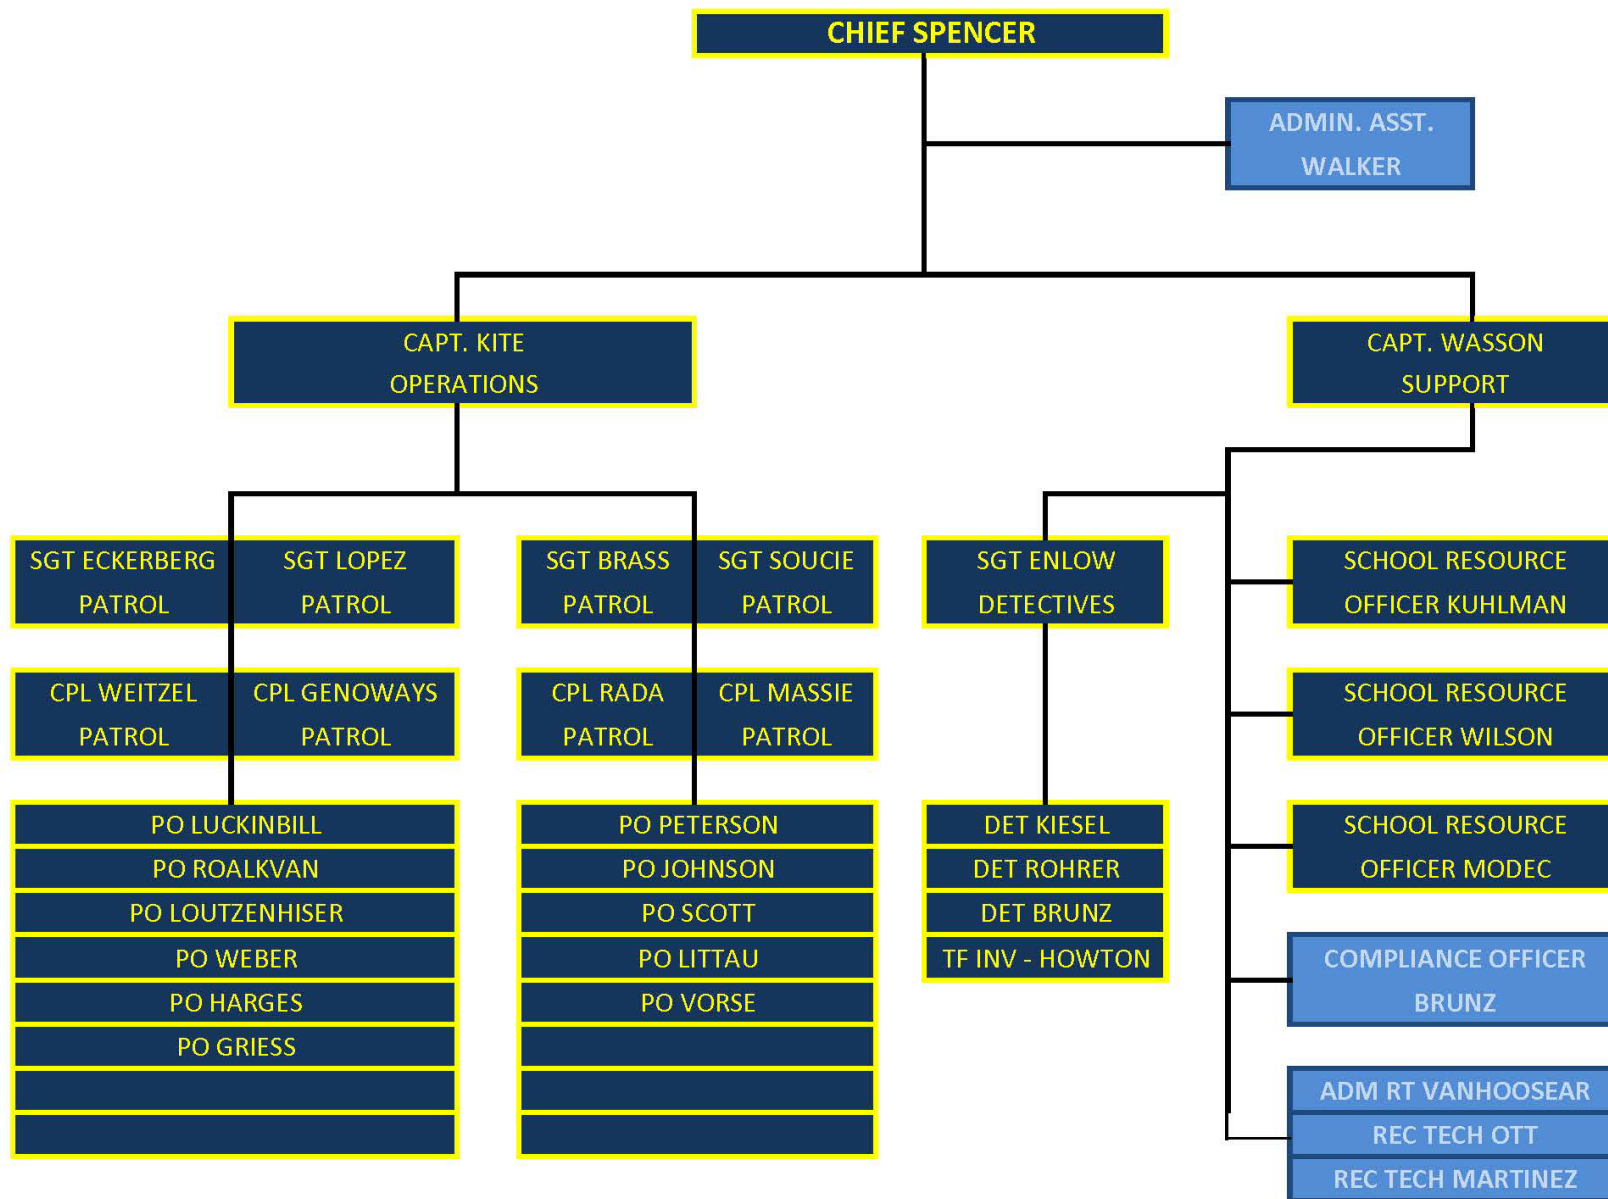 CHIEF SPENCER
ADMIN. ASST.
WALKER
CAPT. KITE
OPERATIONS
CAPT. WASSON
SUPPORT
SGT ECKERBERG
PATROL
SGT LOPEZ
PATROL
SGT BRASS
PATROL
SGT SOUCIE
PATROL
SGT ENLOW
DETECTIVES
SCHOOL RESOURCE
OFFICER KUHLMAN
CPL WEITZEL
PATROL
CPL GENOWAYS
PATROL
CPL RADA
PATROL
CPL MASSIE
PATROL
SCHOOL RESOURCE
OFFICER WILSON
PO LUCKINBILL
PO ROALKVAN
PO LOUTZENHISER
PO WEBER
PO HARGES
PO GRIESS
PO PETERSON
PO JOHNSON
PO SCOTT
PO LITTAU
PO VORSE
DET KIESEL
DET ROHRER
DET BRUNZ
TF INV - HOWTON
SCHOOL RESOURCE
OFFICER MODEC
COMPLIANCE OFFICER
BRUNZ
ADM RT VANHOOSEAR
REC TECH OTT
REC TECH MARTINEZ